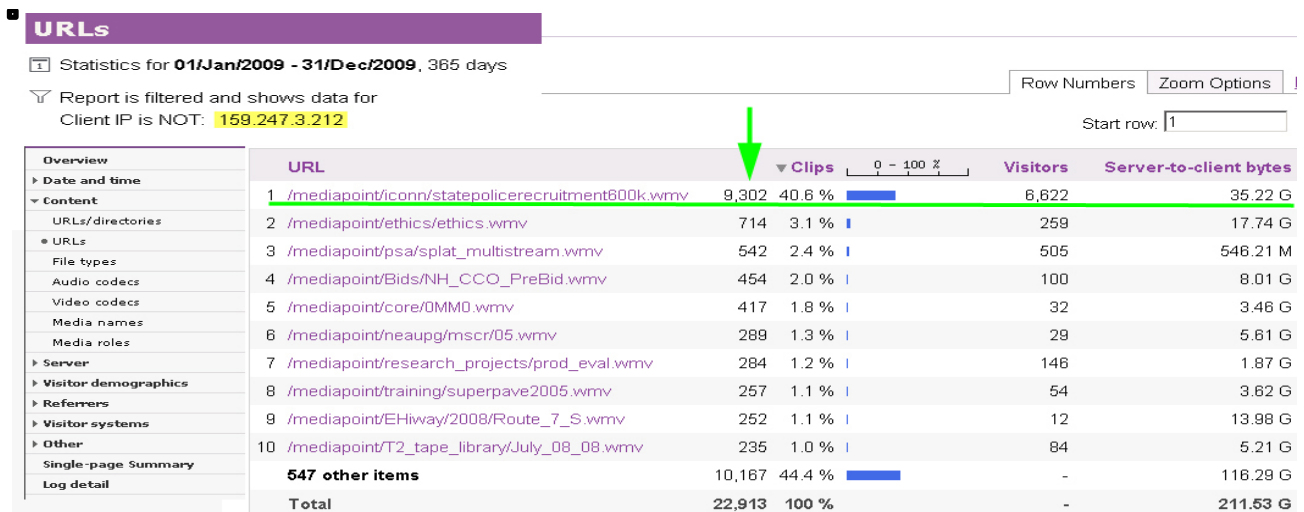 URLs
Statistics for 01/Jan/2009 - 31/Dec/2009, 365 days
Report is filtered and shows data for
Client IP is NOT: 159.247.3.212
Row Numbers Zoom Options
Start row: 1
Overview
Date and time
Content
URLs/directories
URLs
File types
Audio codecs
Video codecs
Media names
Media roles
Server
Visitor demographics
Referrers
Visitor systems
Other
Single-page Summary
Log detail
URL Clips 0 - 100 % Visitors Server-to-client bytes
1 /mediapoint/iconn/statepolicerecruitment600k.wmv 9,302 40.6 % 6,622 35.22 G
2 /mediapoint/ethics/ethics.wmv 714 3.1 % 259 17.74 G
3 /mediapoint/psa/splat_multistream.wmv 542 2.4 % 505 546.21 M
4 /mediapoint/Bids/NH_CCO_PreBid.wmv 454 2.0 % 100 8.01 G
5 /mediapoint/core/0MM0.wmv 417 1.8 % 32 3.46 G
6 /mediapoint/neaupg/mscr/05.wmv 289 1.3 % 29 5.61 G
7 /mediapoint/research_projects/prod_eval.wmv 284 1.2 % 146 1.87 G
8 /mediapoint/training/superpave2005.wmv 257 1.1 % 54 3.62 G
9 /mediapoint/EHiway/2008/Route_7_S.wmv 252 1.1 % 12 13.98 G
10 /mediapoint/T2_tape_library/July_08_08.wmv 235 1.0 % 84 5.21 G
547 other items 10,167 44.4 % - 116.29 G
Total 22,913 100 % - 211.53 G